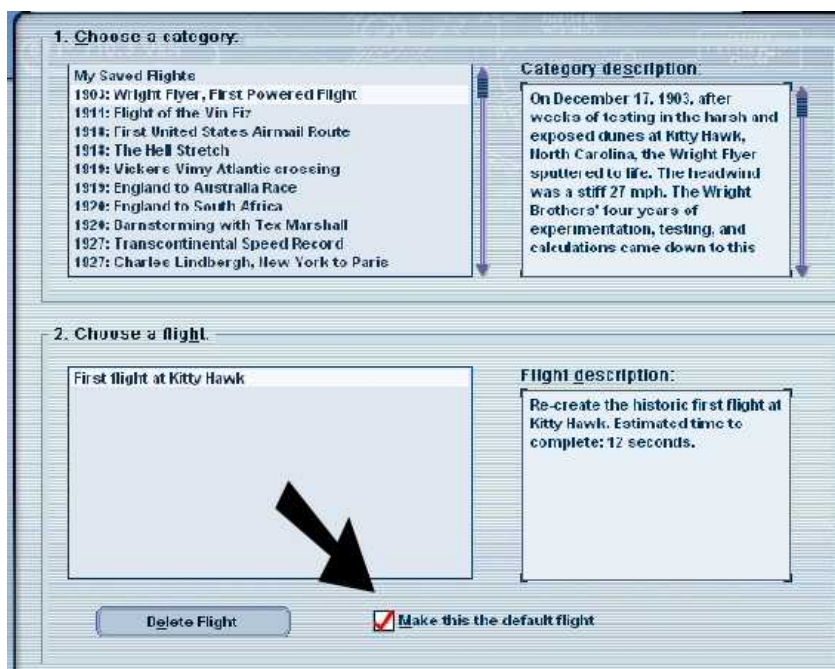 1. Choose a category:
My Saved Flights
1903: Wright Flyer, First Powered Flight
1911: Flight of the Vin Fiz
1918: First United States Airmail Route
1918: The Hell Stretch
1919: Vickers Vimy Atlantic crossing
1919: England to Australia Race
1920: England to South Africa
1920: Barnstorming with Tex Marshall
1927: Transcontinental Speed Record
1927: Charles Lindbergh, New York to Paris
Category description:
On December 17, 1903, after
weeks of testing in the harsh and
exposed dunes at Kitty Hawk,
North Carolina, the Wright Flyer
sputtered to life. The headwind
was a stiff 27 mph. The Wright
Brothers' four years of
experimentation, testing, and
calculations came down to this
2. Choose a flight.
First flight at Kitty Hawk
Flight description:
Re-create the historic first flight at
Kitty Hawk. Estimated time to
complete: 12 seconds.
Delete Flight
Make this the default flight